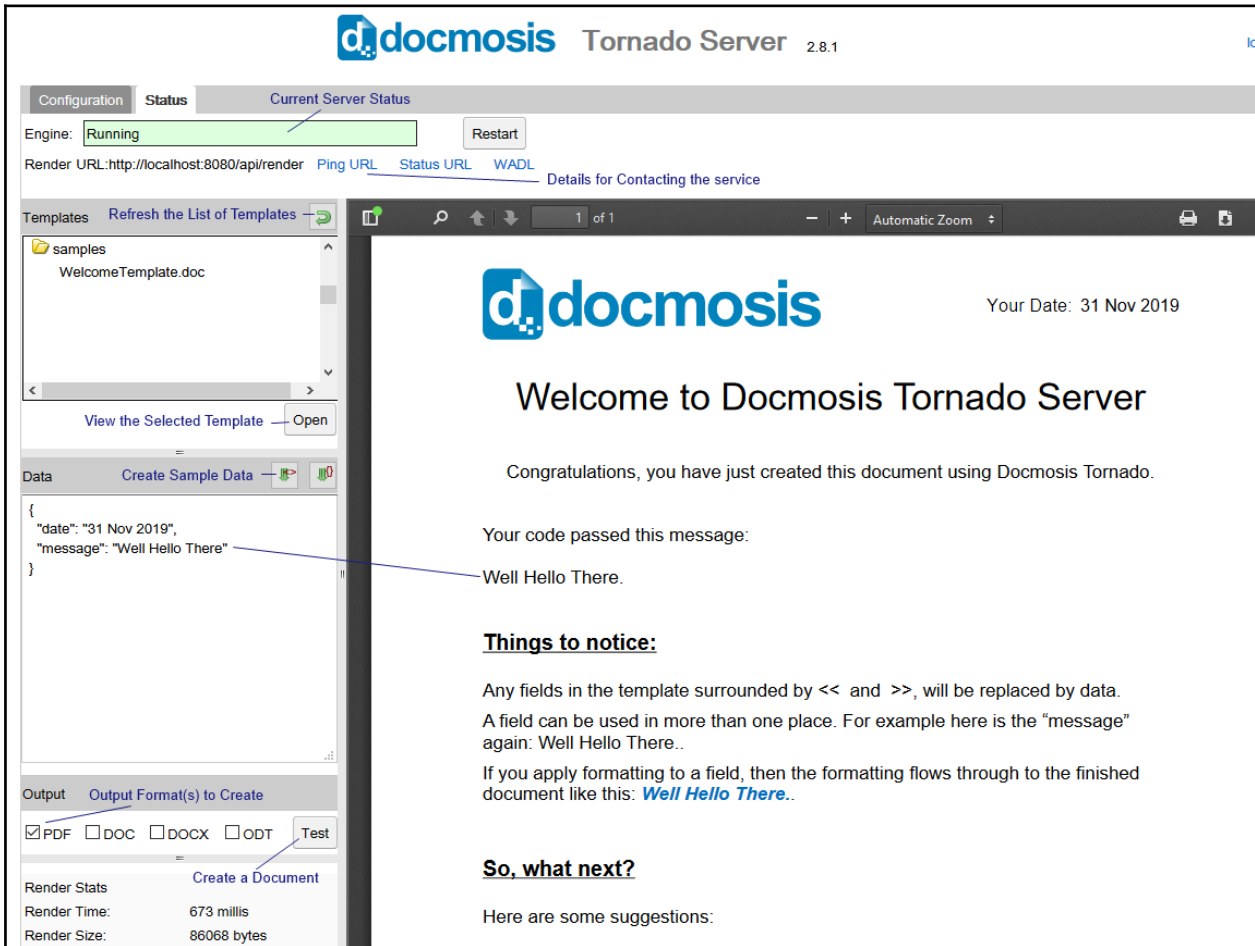 docmosis Tornado Server 2.8.1
Configuration Status Current Server Status
Engine: Running Restart
Render URL:http://localhost:8080/api/render Ping URL Status URL WADL
Details for Contacting the service
Templates Refresh the List of Templates
samples
WelcomeTemplate.doc
View the Selected Template Open
Data Create Sample Data
{
"date": "31 Nov 2019",
"message": "Well Hello There"
}
Output Output Format(s) to Create
PDF DOC DOCX ODT Test
Create a Document
Render Stats
Render Time: 673 millis
Render Size: 86068 bytes
1 of 1 Automatic Zoom
docmosis Your Date: 31 Nov 2019
Welcome to Docmosis Tornado Server
Congratulations, you have just created this document using Docmosis Tornado.
Your code passed this message:
Well Hello There.
Things to notice:
Any fields in the template surrounded by << and >>, will be replaced by data.
A field can be used in more than one place. For example here is the “message”
again: Well Hello There..
If you apply formatting to a field, then the formatting flows through to the finished
document like this: Well Hello There..
So, what next?
Here are some suggestions: